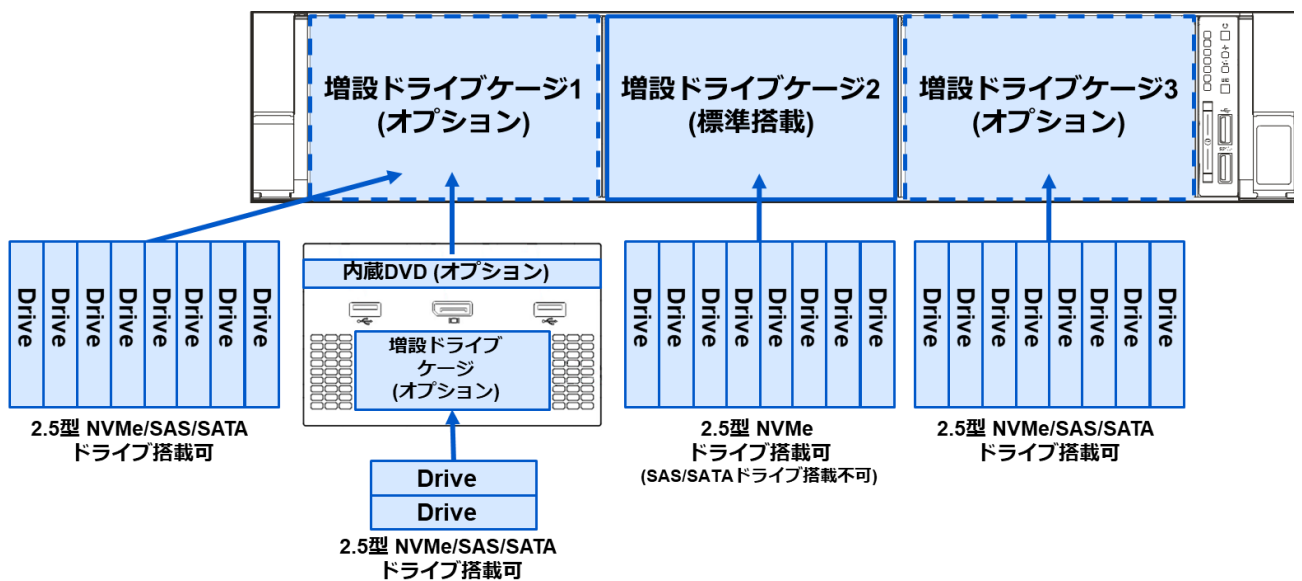 増設ドライブケージ1
(オプション)
増設ドライブケージ2
(標準搭載)
増設ドライブケージ3
(オプション)
Drive
Drive
Drive
Drive
Drive
Drive
Drive
Drive
2.5型 NVMe/SAS/SATA
ドライブ搭載可
内蔵DVD (オプション)
増設ドライブ
ケージ
(オプション)
Drive
Drive
2.5型 NVMe/SAS/SATA
ドライブ搭載可
Drive
Drive
Drive
Drive
Drive
Drive
Drive
Drive
2.5型 NVMe
ドライブ搭載可
(SAS/SATAドライブ搭載不可)
Drive
Drive
Drive
Drive
Drive
Drive
Drive
Drive
2.5型 NVMe/SAS/SATA
ドライブ搭載可